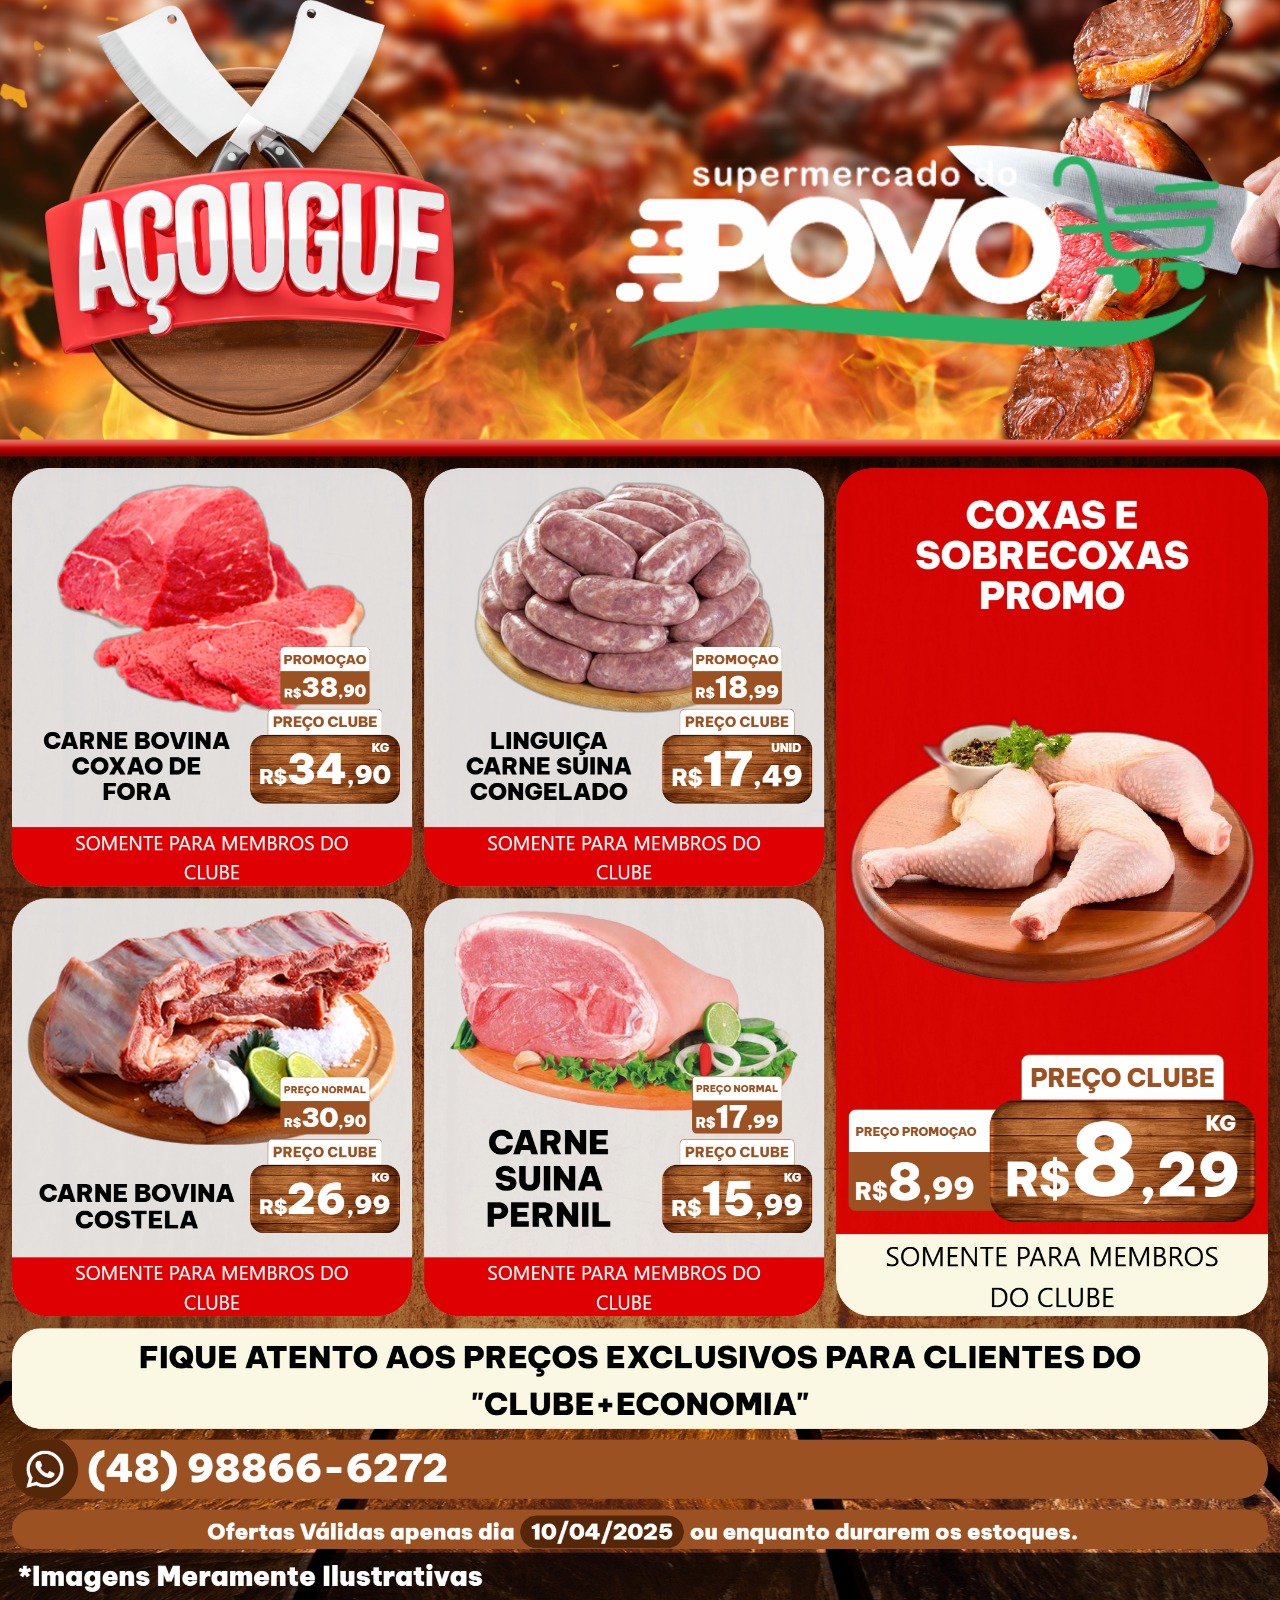 AÇOUGUE
supermercado do
POVO
COXAS E
SOBRECOXAS
PROMO
PROMOÇAO
R$38,90
PREÇO CLUBE
CARNE BOVINA
COXAO DE
FORA
KG
R$34,90
SOMENTE PARA MEMBROS DO
CLUBE
PROMOÇAO
R$18,99
PREÇO CLUBE
LINGUIÇA
CARNE SUINA
CONGELADO
UNID
R$17,49
SOMENTE PARA MEMBROS DO
CLUBE
PREÇO NORMAL
R$30,90
PREÇO CLUBE
CARNE BOVINA
COSTELA
KG
R$26,99
SOMENTE PARA MEMBROS DO
CLUBE
PREÇO NORMAL
R$17,99
PREÇO CLUBE
CARNE
SUINA
PERNIL
KG
R$15,99
SOMENTE PARA MEMBROS DO
CLUBE
PREÇO CLUBE
PREÇO PROMOÇAO
R$8,99
KG
R$8,29
SOMENTE PARA MEMBROS
DO CLUBE
FIQUE ATENTO AOS PREÇOS EXCLUSIVOS PARA CLIENTES DO
"CLUBE+ECONOMIA"
(48) 98866-6272
Ofertas Válidas apenas dia 10/04/2025 ou enquanto durarem os estoques.
*Imagens Meramente Ilustrativas